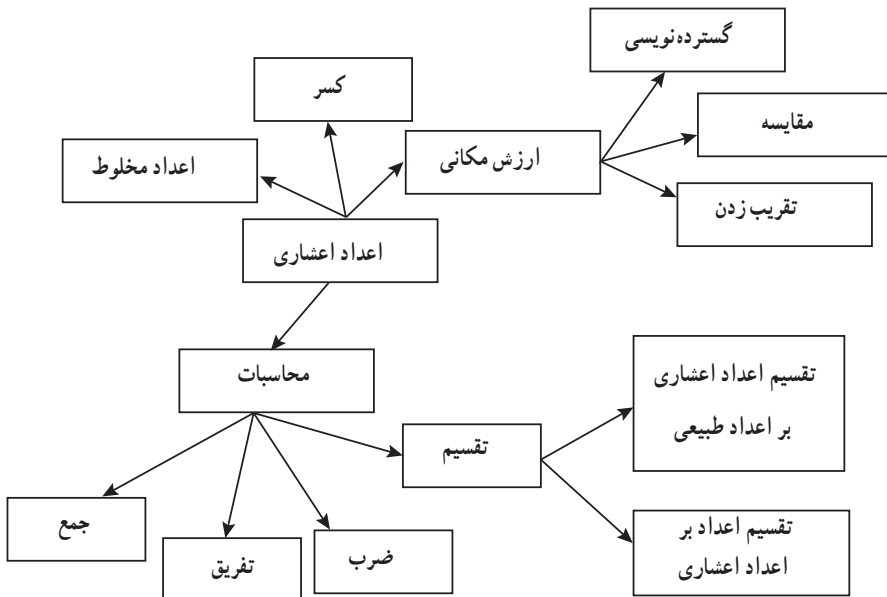 گسترده‌نویسی
کسر
مقایسه
ارزش مکانی
اعداد مخلوط
تقریب زدن
اعداد اعشاری
محاسبات
تقسیم اعداد اعشاری
بر اعداد طبیعی
تقسیم
جمع
تفریق
ضرب
تقسیم اعداد بر
اعداد اعشاری